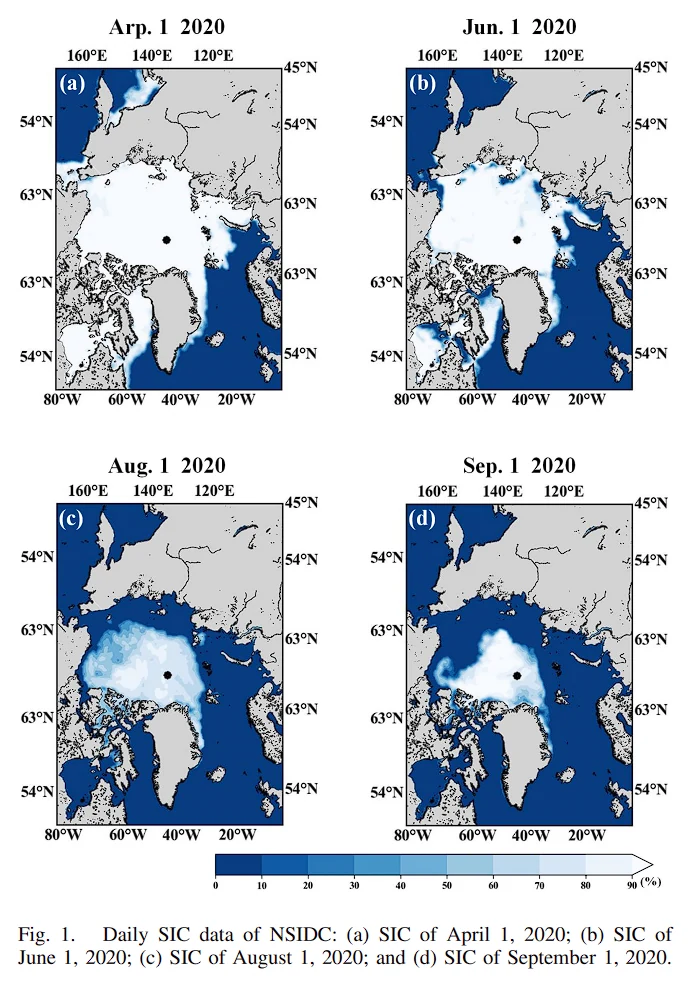 Arp. 1 2020
Jun. 1 2020
160°E 140°E 120°E
160°E 140°E 120°E
(a)
45°N
(b)
45°N
54°N
54°N
54°N
54°N
63°N
63°N
63°N
63°N
63°N
63°N
63°N
63°N
54°N
54°N
54°N
54°N
80°W 60°W 40°W 20°W
80°W 60°W 40°W 20°W
Aug. 1 2020
Sep. 1 2020
160°E 140°E 120°E
160°E 140°E 120°E
(c)
45°N
(d)
45°N
54°N
54°N
54°N
54°N
63°N
63°N
63°N
63°N
63°N
63°N
63°N
63°N
54°N
54°N
54°N
54°N
80°W 60°W 40°W 20°W
80°W 60°W 40°W 20°W
0 10 20 30 40 50 60 70 80 90 (%)
Fig. 1. Daily SIC data of NSIDC: (a) SIC of April 1, 2020; (b) SIC of
June 1, 2020; (c) SIC of August 1, 2020; and (d) SIC of September 1, 2020.